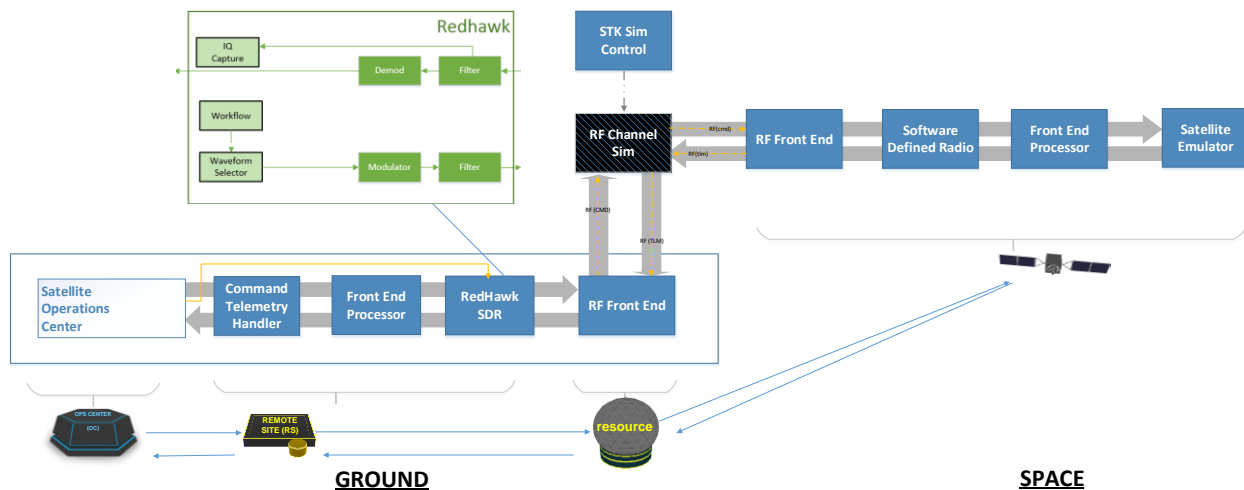 Redhawk
IQ
Capture
Demod
Filter
Workflow
Waveform
Selector
Modulator
Filter
STK Sim
Control
RF Channel
Sim
RF(cmd)
RF(tlm)
RF Front End
Software
Defined Radio
Front End
Processor
Satellite
Emulator
RF (CMD)
RF (TLM)
Satellite
Operations
Center
Command
Telemetry
Handler
Front End
Processor
RedHawk
SDR
RF Front End
OPS CENTER
(OC)
REMOTE
SITE (RS)
resource
GROUND
SPACE